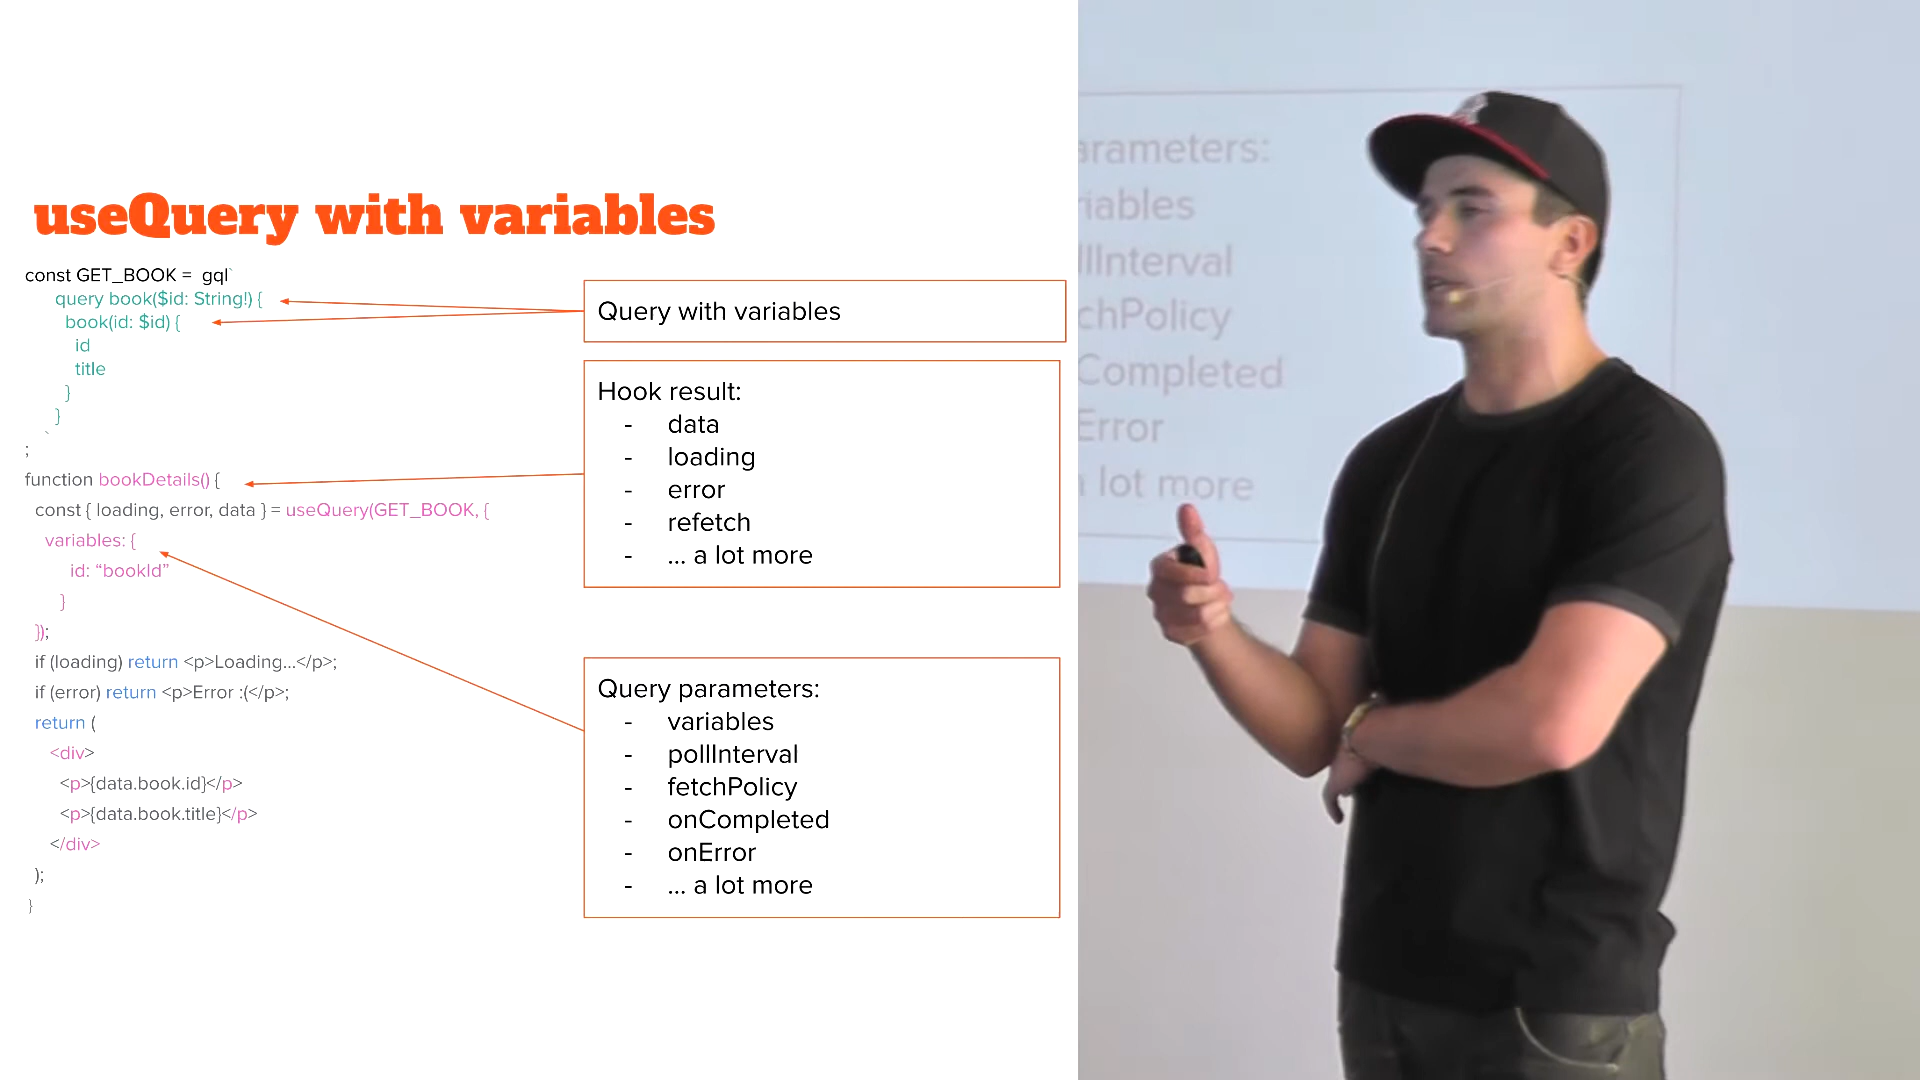 useQuery with variables
const GET_BOOK = gql`
query book($id: String!) {
book(id: $id) {
id
title
}
}
`
;
function bookDetails() {
const { loading, error, data } = useQuery(GET_BOOK, {
variables: {
id: “bookId”
}
});
if (loading) return <p>Loading...</p>;
if (error) return <p>Error :(</p>;
return (
<div>
<p>{data.book.id}</p>
<p>{data.book.title}</p>
</div>
);
}
Query with variables
Hook result:
- data
- loading
- error
- refetch
- ... a lot more
Query parameters:
- variables
- pollInterval
- fetchPolicy
- onCompleted
- onError
- ... a lot more
arameters:
riables
llInterval
chPolicy
Completed
Error
lot more